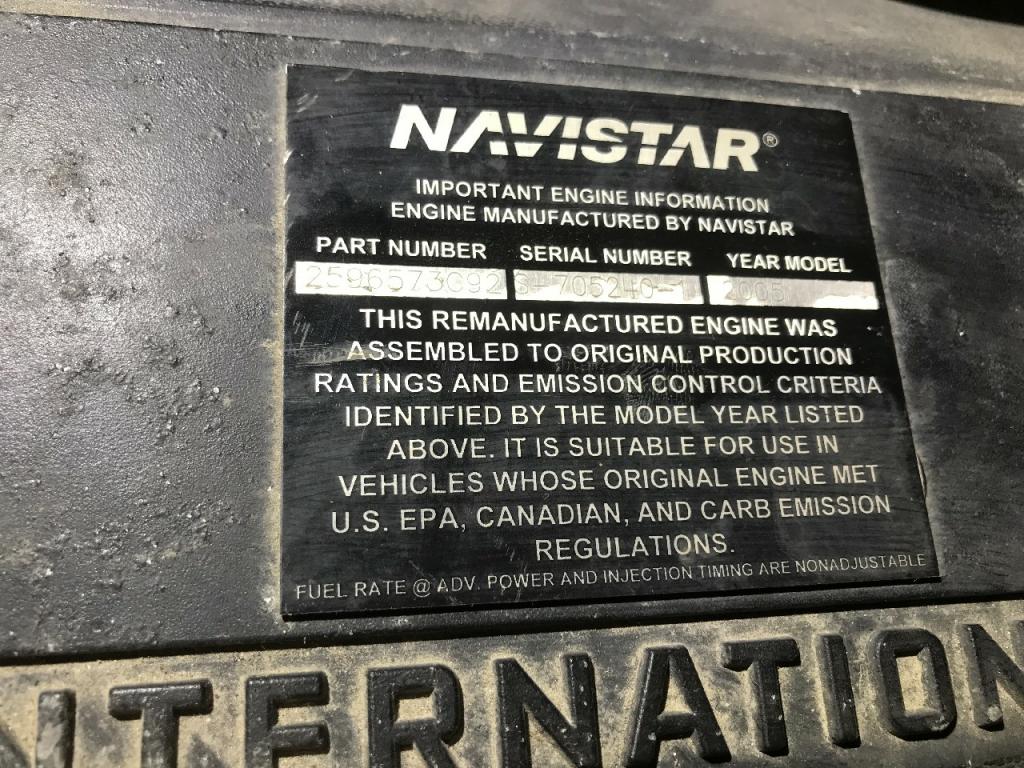 NAVISTAR®
IMPORTANT ENGINE INFORMATION
ENGINE MANUFACTURED BY NAVISTAR
PART NUMBER SERIAL NUMBER YEAR MODEL
2596573C92 2005
THIS REMANUFACTURED ENGINE WAS
ASSEMBLED TO ORIGINAL PRODUCTION
RATINGS AND EMISSION CONTROL CRITERIA
IDENTIFIED BY THE MODEL YEAR LISTED
ABOVE. IT IS SUITABLE FOR USE IN
VEHICLES WHOSE ORIGINAL ENGINE MET
U.S. EPA, CANADIAN, AND CARB EMISSION
REGULATIONS.
FUEL RATE @ ADV. POWER AND INJECTION TIMING ARE NONADJUSTABLE
INTERNATION